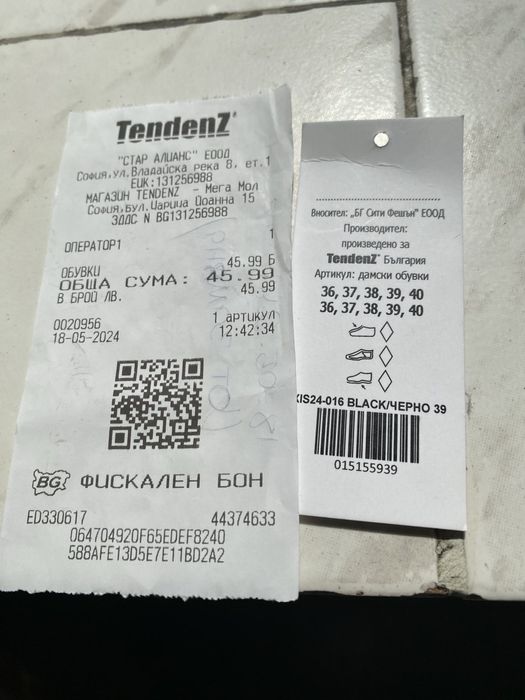 TendenZ
"СТАР АЛИАНС" ЕООД
София,ул.Владайска река 8, ет.1
ЕИК:131256988
МАГАЗИН TENDENZ - Мега Мол
София,Бул.Царица Йоанна 15
ЗДДС N BG131256988
ОПЕРАТОР1 1
ОБУВКИ 45.99 Б
ОБЩА СУМА: 45.99
В БРОЙ ЛВ. 45.99
1 артикул
0020956 12:42:34
18-05-2024
BG ФИСКАЛЕН БОН
ED330617 44374633
064704920F65EDEF8240
588AFE13D5E7E11BD2A2
Вносител: „БГ Сити Фешън" ЕООД
Производител:
произведено за
TendenZ България
Артикул: дамски обувки
36, 37, 38, 39, 40
36, 37, 38, 39, 40
XIS24-016 BLACK/ЧЕРНО 39
015155939